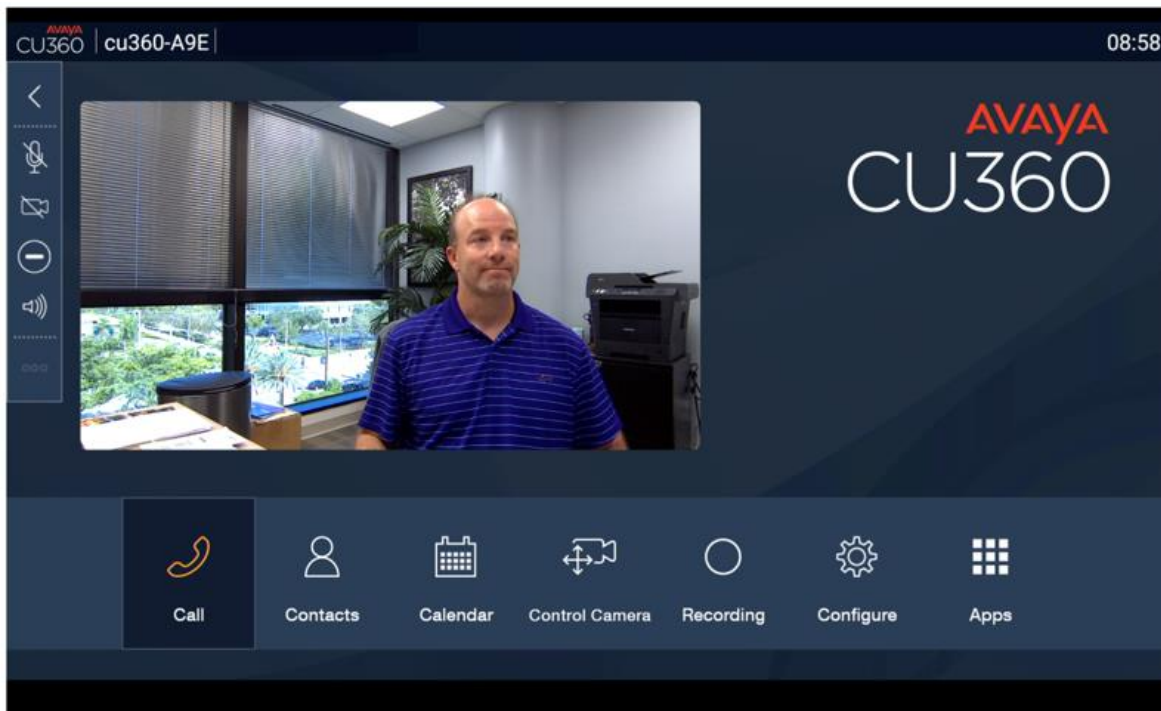 AVAYA
CU360 cu360-A9E 08:58
AVAYA
CU360
Call Contacts Calendar Control Camera Recording Configure Apps